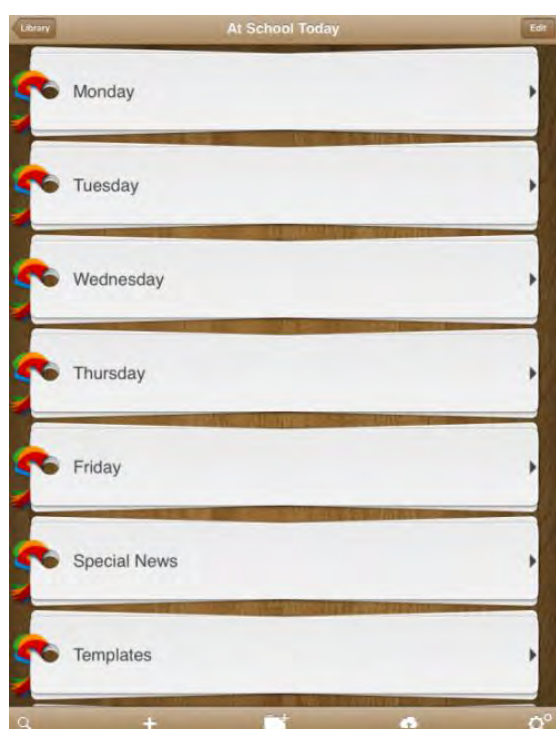 Library
At School Today
Edit
Monday
Tuesday
Wednesday
Thursday
Friday
Special News
Templates